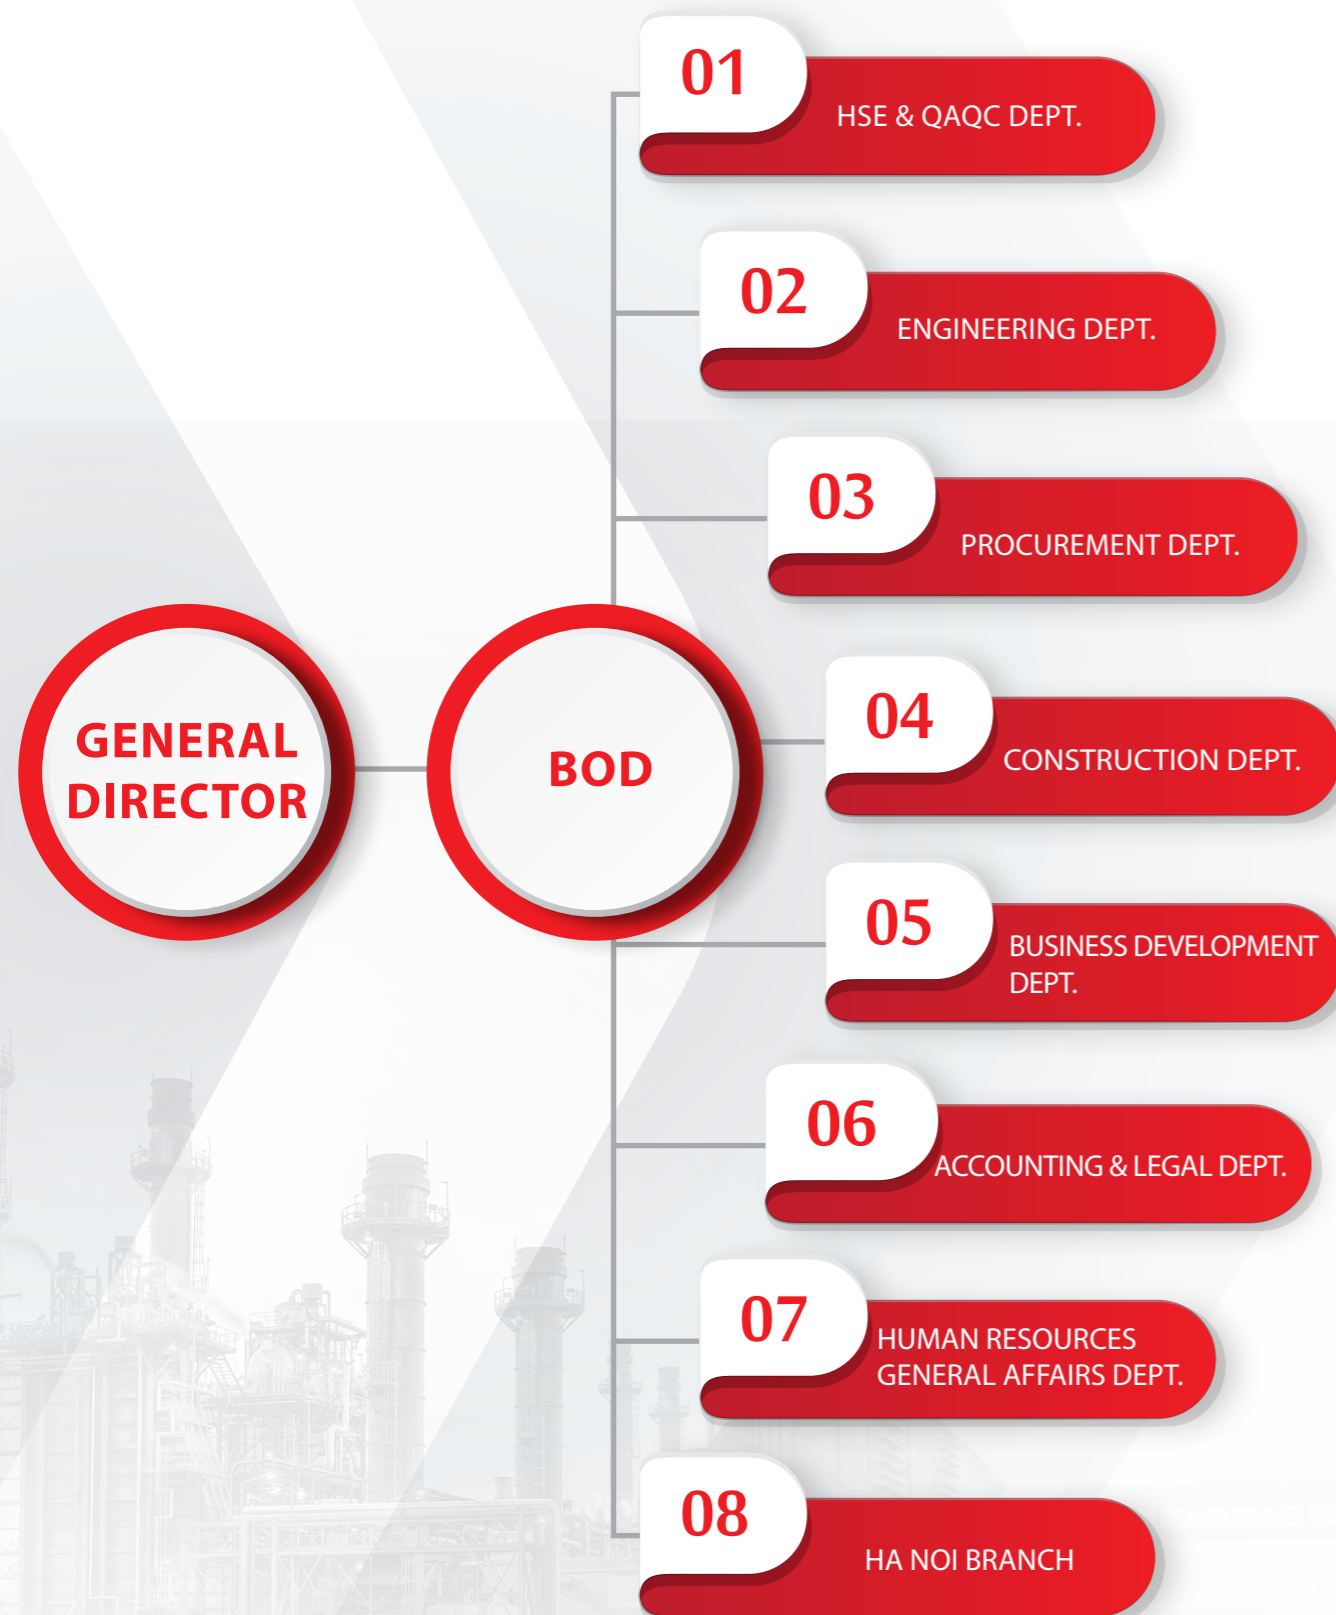 GENERAL
DIRECTOR
BOD
01
HSE & QAQC DEPT.
02
ENGINEERING DEPT.
03
PROCUREMENT DEPT.
04
CONSTRUCTION DEPT.
05
BUSINESS DEVELOPMENT
DEPT.
06
ACCOUNTING & LEGAL DEPT.
07
HUMAN RESOURCES
GENERAL AFFAIRS DEPT.
08
HA NOI BRANCH